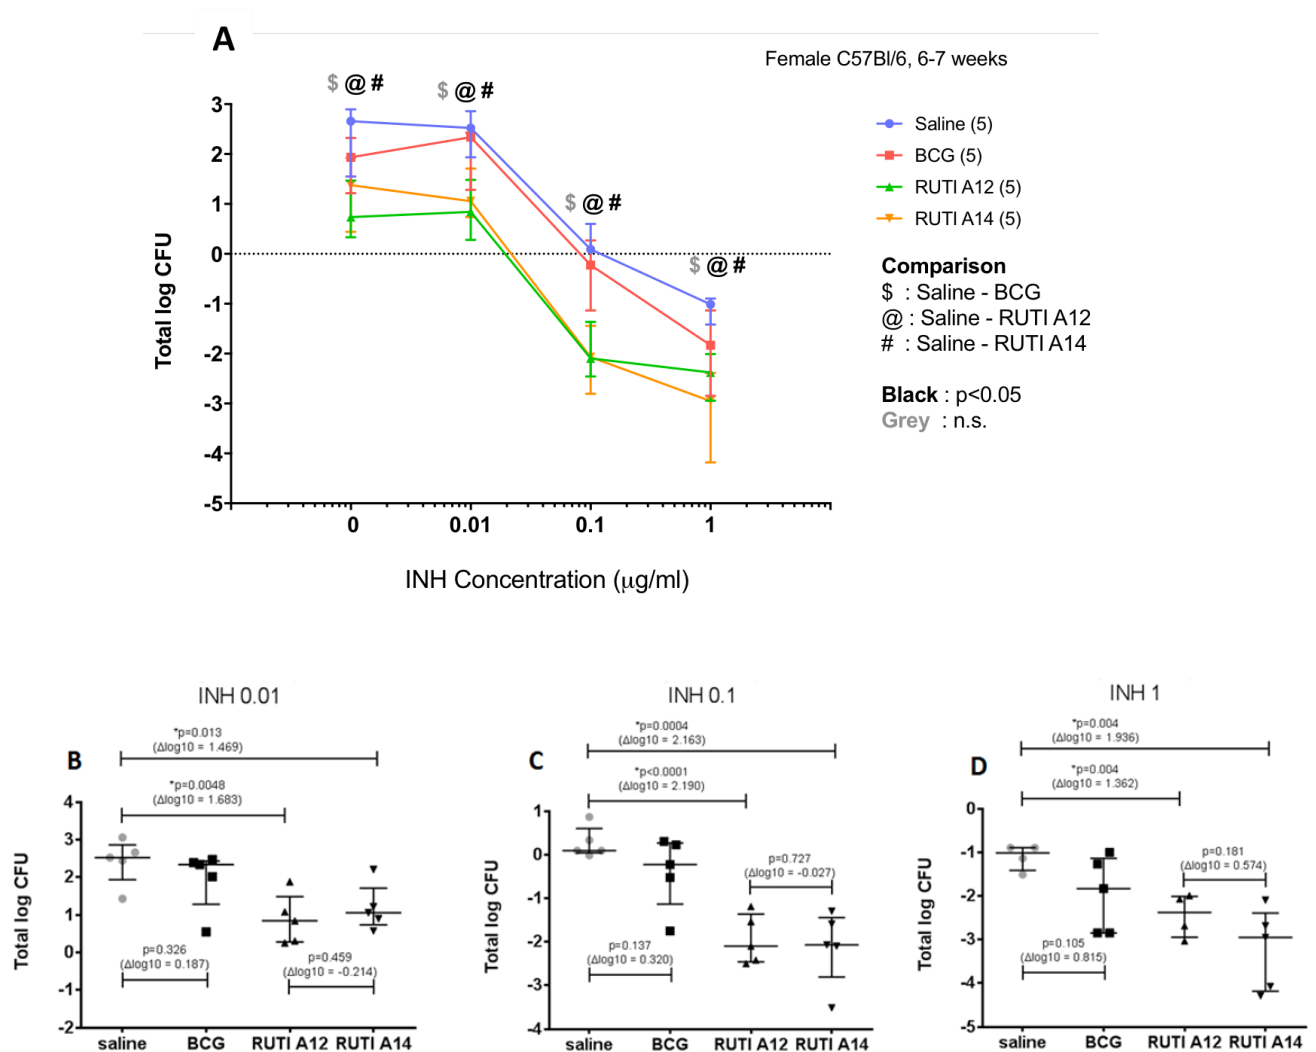 A
Female C57Bl/6, 6-7 weeks
$ @ #
$ @ #
$ @ #
$ @ #
3
2
1
0
-1
-2
-3
-4
-5
Total log CFU
0 0.01 0.1 1
INH Concentration (µg/ml)
Saline (5)
BCG (5)
RUTI A12 (5)
RUTI A14 (5)
Comparison
$ : Saline - BCG
@ : Saline - RUTI A12
# : Saline - RUTI A14
Black : p<0.05
Grey : n.s.
B
INH 0.01
*p=0.013
(Δlog10 = 1.469)
*p=0.0048
(Δlog10 = 1.683)
4
3
2
1
0
-1
-2
Total log CFU
p=0.326
(Δlog10 = 0.187)
p=0.459
(Δlog10 = -0.214)
saline BCG RUTI A12 RUTI A14
C
INH 0.1
*p=0.0004
(Δlog10 = 2.163)
*p<0.0001
(Δlog10 = 2.190)
1
0
-1
-2
-3
-4
Total log CFU
p=0.727
(Δlog10 = -0.027)
p=0.137
(Δlog10 = 0.320)
saline BCG RUTI A12 RUTI A14
D
INH 1
*p=0.004
(Δlog10 = 1.936)
*p=0.004
(Δlog10 = 1.362)
0
-1
-2
-3
-4
-5
Total log CFU
p=0.181
(Δlog10 = 0.574)
p=0.105
(Δlog10 = 0.815)
saline BCG RUTI A12 RUTI A14